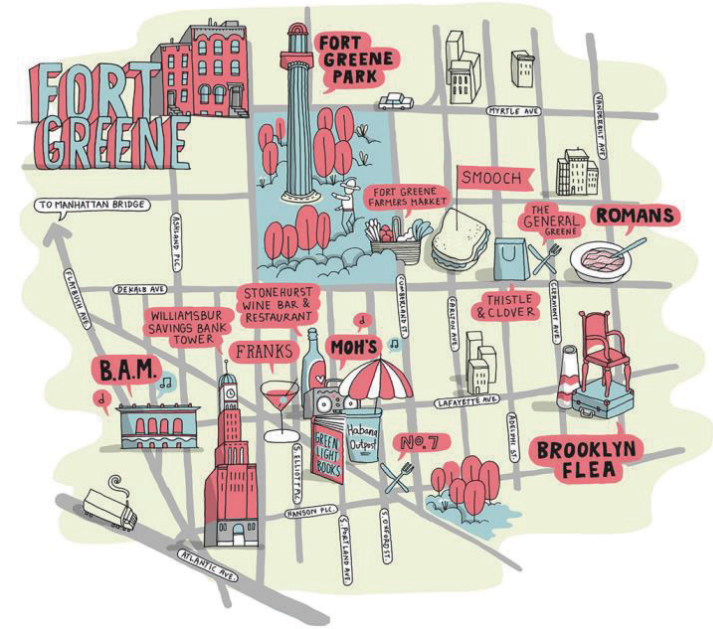 FORT
GREENE
PARK
FORT
GREENE
MYRTLE AVE
VANDERBILT AVE
SMOOCH
FORT GREENE
FARMERS MARKET
THE
GENERAL
GREENE
ROMANS
TO MANHATTAN BRIDGE
ASHLAND PLC.
FLATBUSH AVE.
DEKALB AVE
CUMBERLAND ST.
CARLTON AVE.
CLERMONT AVE.
THISTLE
& CLOVER
STONEHURST
WINE BAR &
RESTAURANT
WILLIAMSBUR
SAVINGS BANK
TOWER
FRANKS
MOH'S
B.A.M.
LAFAYETTE AVE.
ADELPHI ST.
Habana
Outpost
GREEN
LIGHT
BOOKS
No. 7
BROOKLYN
FLEA
S. ELLIOTT PLC.
HANSON PLC.
S. PORTLAND AVE.
S. OXFORD ST.
ATLANTIC AVE.